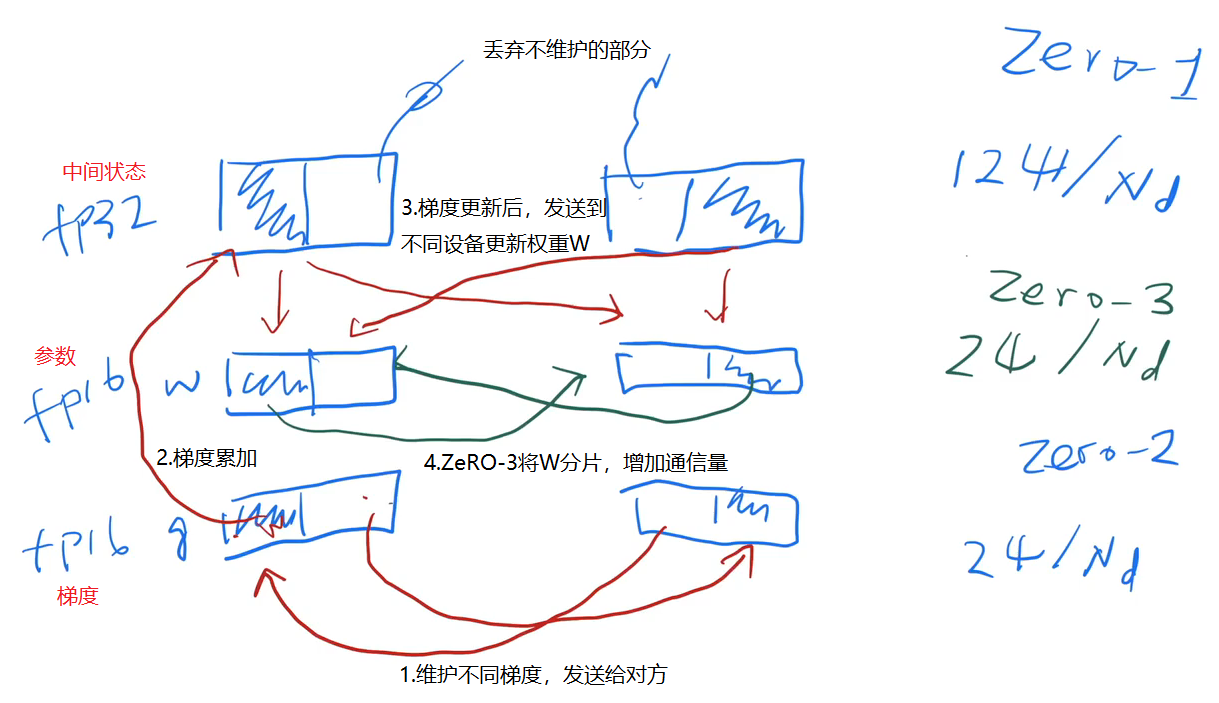 丢弃不维护的部分
Zero-1
中间状态
fp32
12Ψ/Nd
3.梯度更新后，发送到
不同设备更新权重W
Zero-3
参数
fp16 w
2Ψ/Nd
2.梯度累加
4.ZeRO-3将W分片，增加通信量
Zero-2
fp16 g
2Ψ/Nd
梯度
1.维护不同梯度，发送给对方